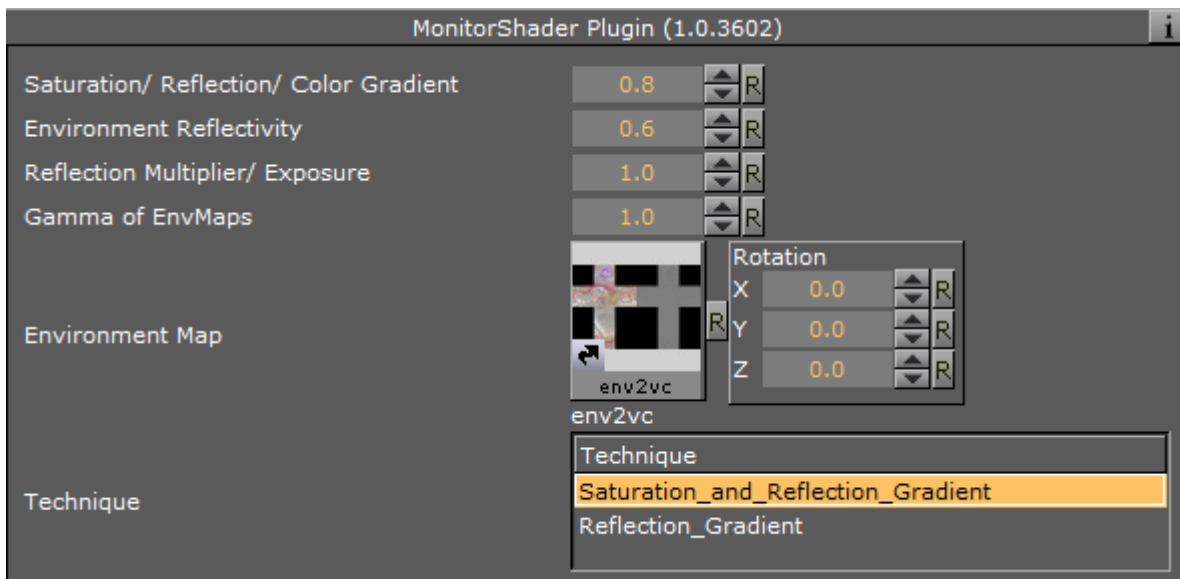 MonitorShader Plugin (1.0.3602) i
Saturation/ Reflection/ Color Gradient 0.8 R
Environment Reflectivity 0.6 R
Reflection Multiplier/ Exposure 1.0 R
Gamma of EnvMaps 1.0 R
Environment Map
env2vc
R
Rotation
X 0.0 R
Y 0.0 R
Z 0.0 R
env2vc
Technique
Technique
Saturation_and_Reflection_Gradient
Reflection_Gradient